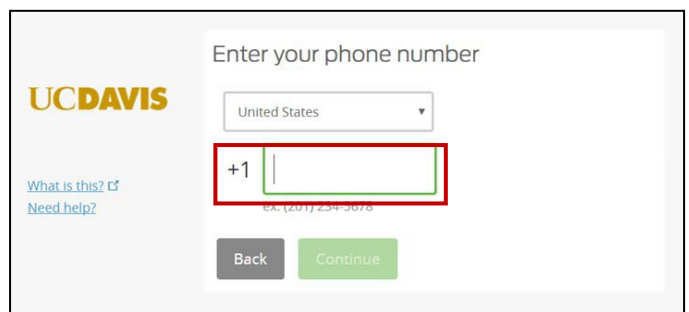 Enter your phone number
UCDAVIS
United States
+1
What is this?
Need help?
ex. (201) 234-5678
Back
Continue